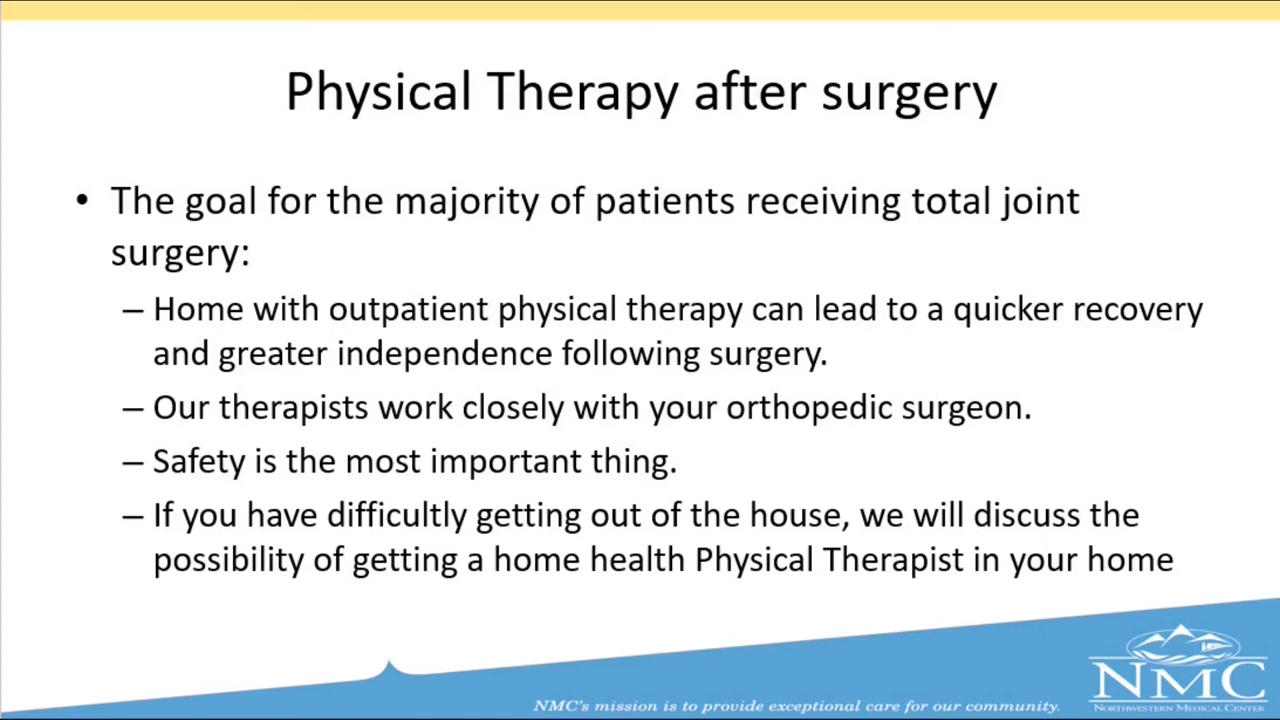 Physical Therapy after surgery
• The goal for the majority of patients receiving total joint
surgery:
– Home with outpatient physical therapy can lead to a quicker recovery
and greater independence following surgery.
– Our therapists work closely with your orthopedic surgeon.
– Safety is the most important thing.
– If you have difficultly getting out of the house, we will discuss the
possibility of getting a home health Physical Therapist in your home
NMC's mission is to provide exceptional care for our community.
NMC
Northwestern Medical Center